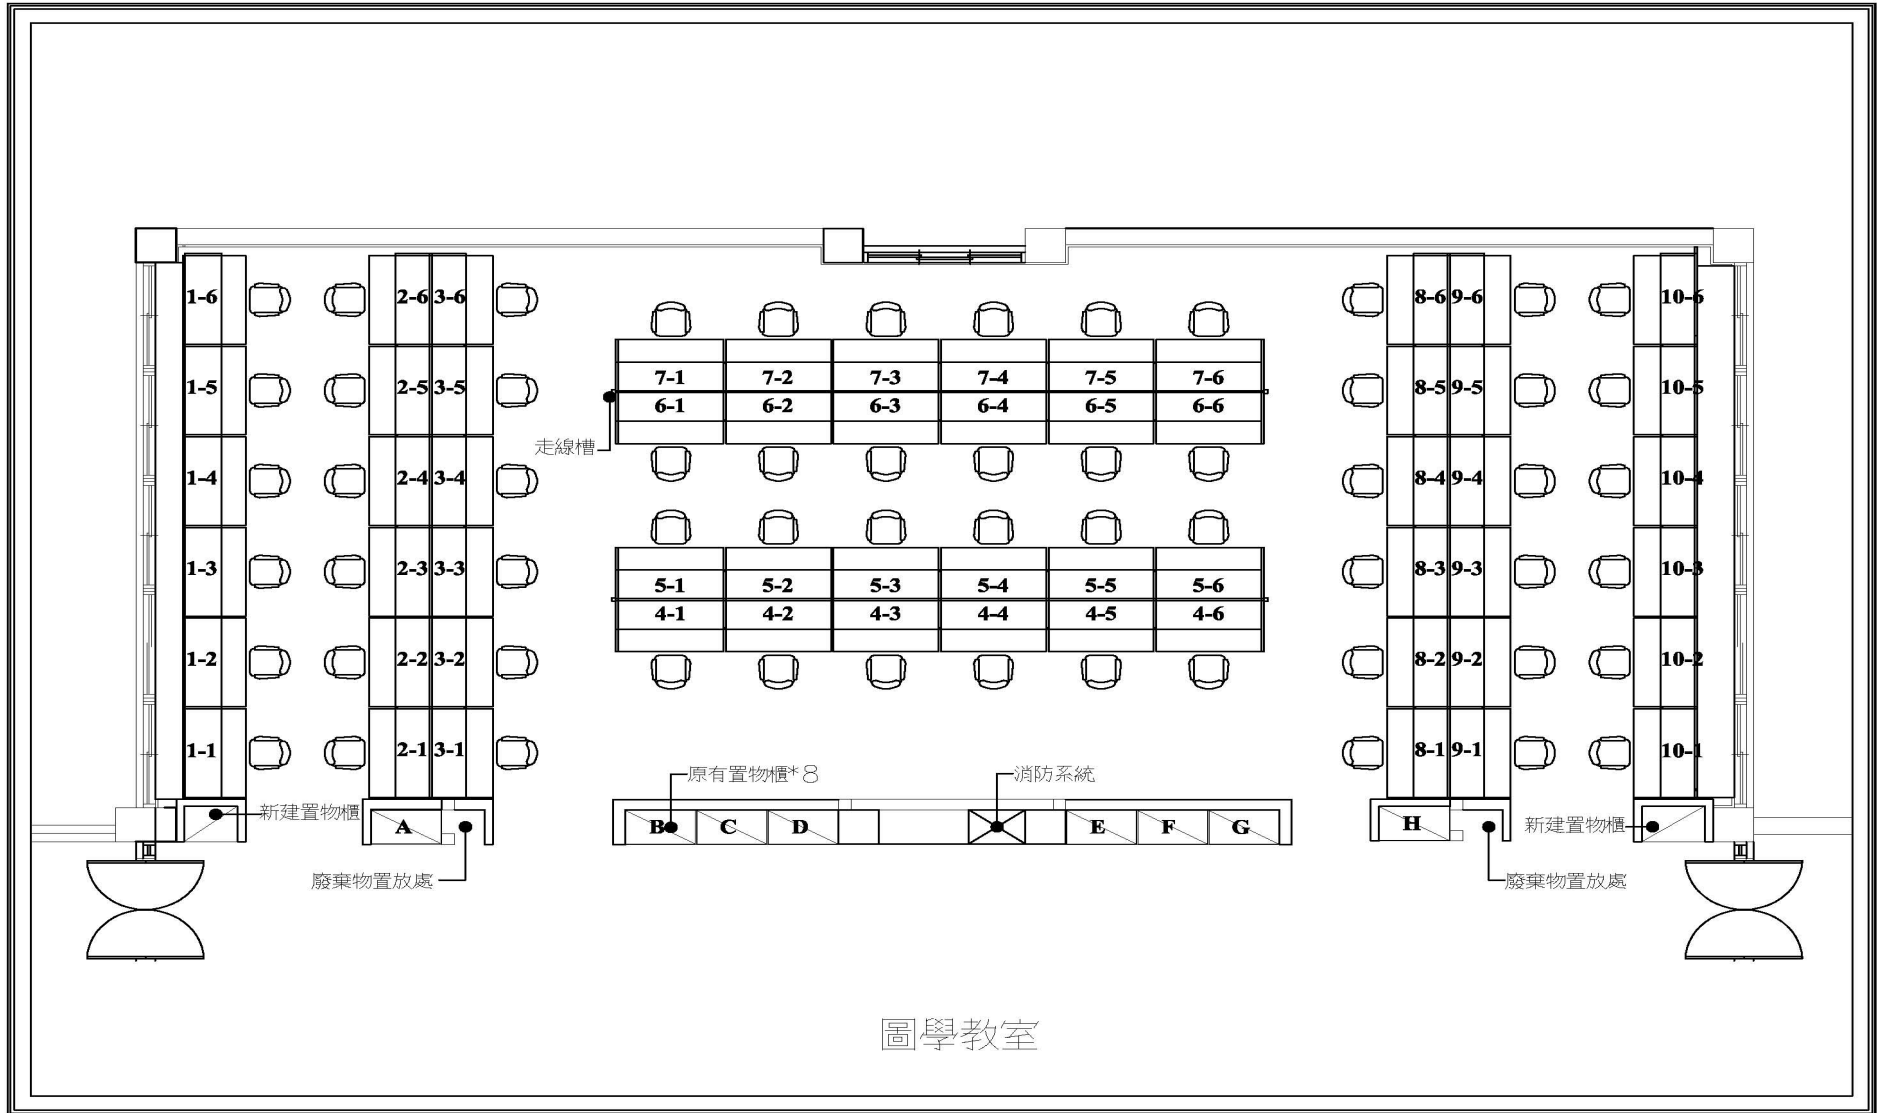 1-6 2-6 3-6 8-6 9-6 10-6
7-1 7-2 7-3 7-4 7-5 7-6
1-5 2-5 3-5 8-5 9-5 10-5
6-1 6-2 6-3 6-4 6-5 6-6
走線槽
1-4 2-4 3-4 8-4 9-4 10-4
1-3 2-3 3-3 8-3 9-3 10-3
5-1 5-2 5-3 5-4 5-5 5-6
4-1 4-2 4-3 4-4 4-5 4-6
1-2 2-2 3-2 8-2 9-2 10-2
1-1 2-1 3-1 8-1 9-1 10-1
原有置物櫃*8 消防系統
新建置物櫃 新建置物櫃
A B C D E F G H
廢棄物置放處 廢棄物置放處
圖學教室